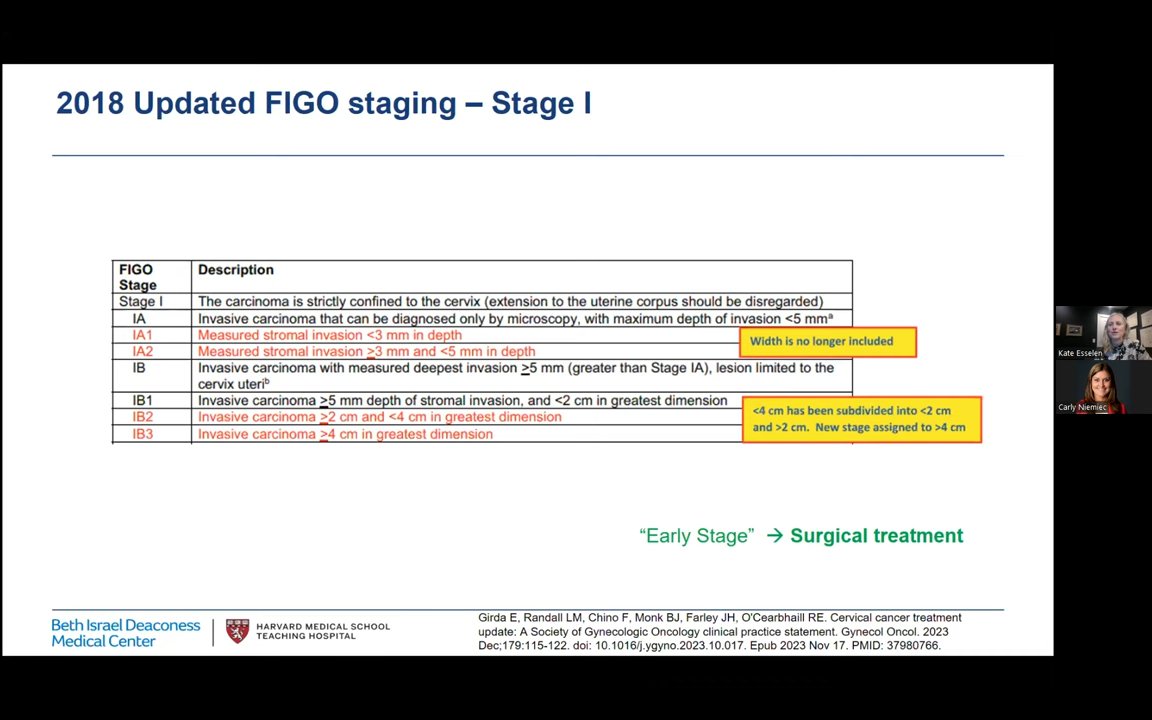 2018 Updated FIGO staging – Stage I
FIGO Stage
Description
Stage I
The carcinoma is strictly confined to the cervix (extension to the uterine corpus should be disregarded)
IA
Invasive carcinoma that can be diagnosed only by microscopy, with maximum depth of invasion <5 mmᵃ
IA1
Measured stromal invasion <3 mm in depth
IA2
Measured stromal invasion ≥3 mm and <5 mm in depth
Width is no longer included
IB
Invasive carcinoma with measured deepest invasion ≥5 mm (greater than Stage IA), lesion limited to the
cervix uteriᵇ
IB1
Invasive carcinoma ≥5 mm depth of stromal invasion, and <2 cm in greatest dimension
IB2
Invasive carcinoma ≥2 cm and <4 cm in greatest dimension
IB3
Invasive carcinoma ≥4 cm in greatest dimension
<4 cm has been subdivided into <2 cm
and >2 cm. New stage assigned to >4 cm
“Early Stage” → Surgical treatment
Beth Israel Deaconess
Medical Center
HARVARD MEDICAL SCHOOL
TEACHING HOSPITAL
Girda E, Randall LM, Chino F, Monk BJ, Farley JH, O'Cearbhaill RE. Cervical cancer treatment
update: A Society of Gynecologic Oncology clinical practice statement. Gynecol Oncol. 2023
Dec;179:115-122. doi: 10.1016/j.ygyno.2023.10.017. Epub 2023 Nov 17. PMID: 37980766.
Kate Esselen
Carly Niemiec